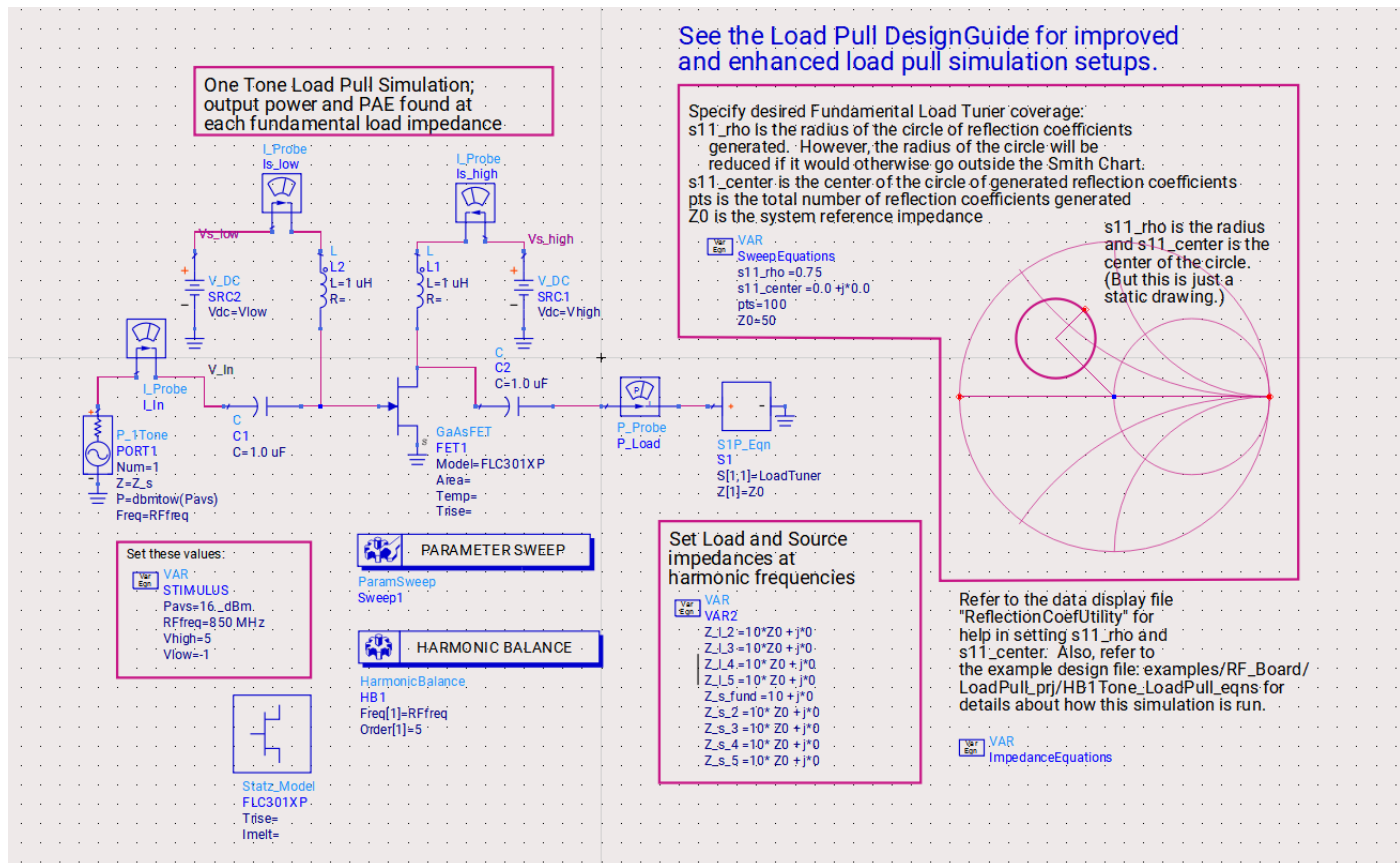 See the Load Pull DesignGuide for improved
and enhanced load pull simulation setups.
One Tone Load Pull Simulation;
output power and PAE found at
each fundamental load impedance
I_Probe
Is_low
I_Probe
Is_high
Vs_low
Vs_high
V_DC
SRC2
Vdc=Vlow
L
L2
L=1 uH
R=
L
L1
L=1 uH
R=
V_DC
SRC1
Vdc=Vhigh
I_Probe
I_In
V_In
P_1Tone
PORT1
Num=1
Z=Z_s
P=dbmtow(Pavs)
Freq=RFfreq
C
C1
C=1.0 uF
C
C2
C=1.0 uF
s
GaAsFET
FET1
Model=FLC301XP
Area=
Temp=
Trise=
P
P_Probe
P_Load
S1P_Eqn
S1
S[1,1]=LoadTuner
Z[1]=Z0
Specify desired Fundamental Load Tuner coverage:
s11_rho is the radius of the circle of reflection coefficients
generated. However, the radius of the circle will be
reduced if it would otherwise go outside the Smith Chart.
s11_center is the center of the circle of generated reflection coefficients
pts is the total number of reflection coefficients generated
Z0 is the system reference impedance
Var
Eqn
VAR
SweepEquations
s11_rho =0.75
s11_center =0.0 +j*0.0
pts=100
Z0=50
s11_rho is the radius
and s11_center is the
center of the circle.
(But this is just a
static drawing.)
Set these values:
Var
Eqn
VAR
STIMULUS
Pavs=16._dBm
RFfreq=850 MHz
Vhigh=5
Vlow=-1
PARAMETER SWEEP
ParamSweep
Sweep1
HARMONIC BALANCE
HarmonicBalance
HB1
Freq[1]=RFfreq
Order[1]=5
Statz_Model
FLC301XP
Trise=
Imelt=
Set Load and Source
impedances at
harmonic frequencies
Var
Eqn
VAR
VAR2
Z_l_2 =10*Z0 + j*0
Z_l_3 =10*Z0 + j*0
Z_l_4 =10* Z0 + j*0
Z_l_5 =10* Z0 + j*0
Z_s_fund =10 + j*0
Z_s_2 =10* Z0 + j*0
Z_s_3 =10* Z0 + j*0
Z_s_4 =10* Z0 + j*0
Z_s_5 =10* Z0 + j*0
Refer to the data display file
"ReflectionCoefUtility" for
help in setting s11_rho and
s11_center. Also, refer to
the example design file: examples/RF_Board/
LoadPull_prj/HB1Tone_LoadPull_eqns for
details about how this simulation is run.
Var
Eqn
VAR
ImpedanceEquations